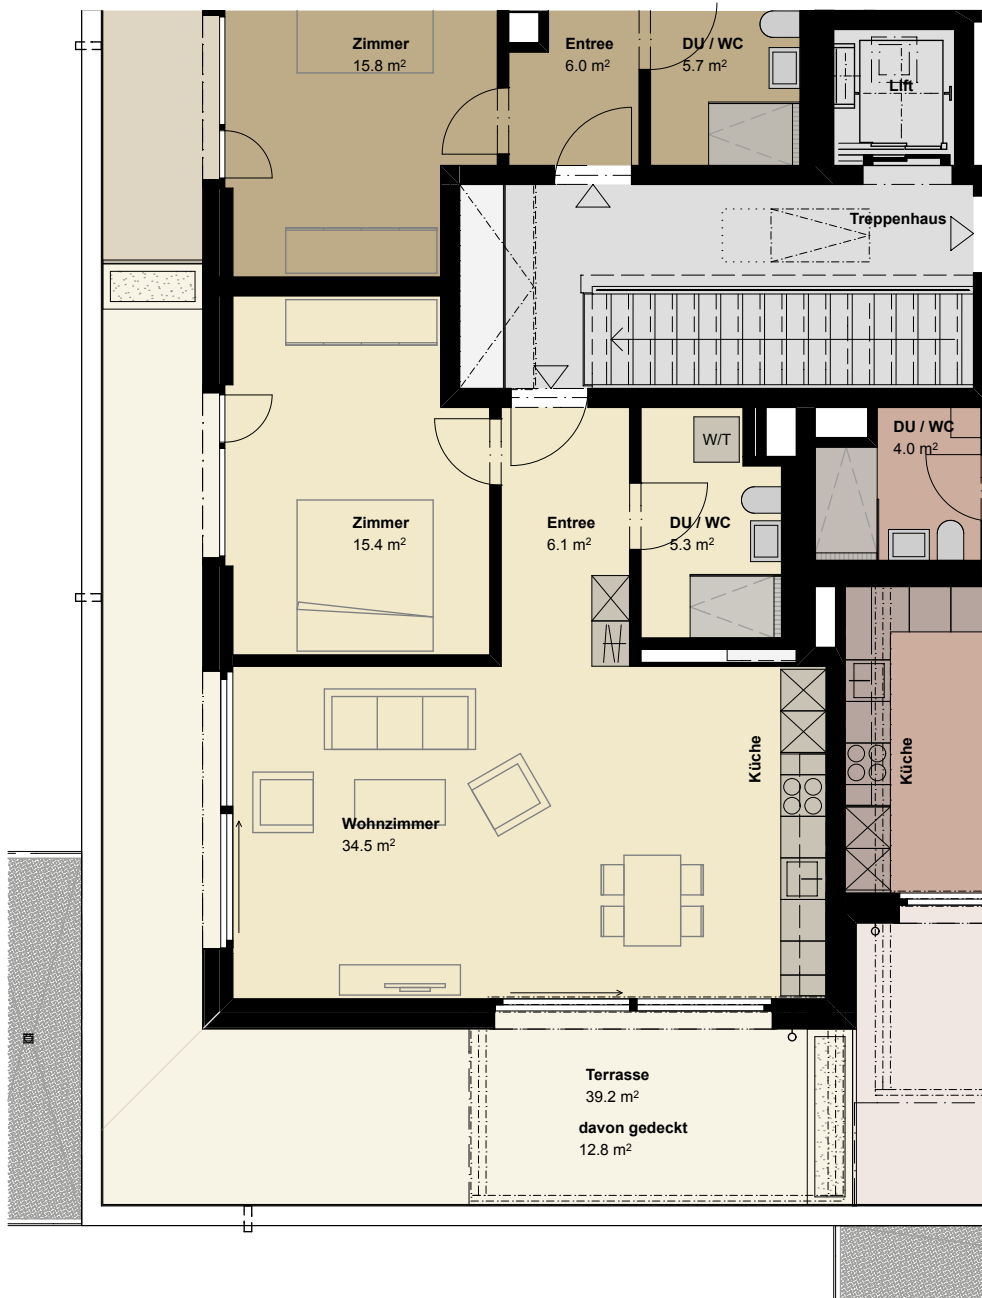 Zimmer
15.8 m²
Entree
6.0 m²
DU / WC
5.7 m²
Lift
Treppenhaus
W/T
DU / WC
4.0 m²
Zimmer
15.4 m²
Entree
6.1 m²
DU / WC
5.3 m²
Küche
Küche
Wohnzimmer
34.5 m²
Terrasse
39.2 m²
davon gedeckt
12.8 m²